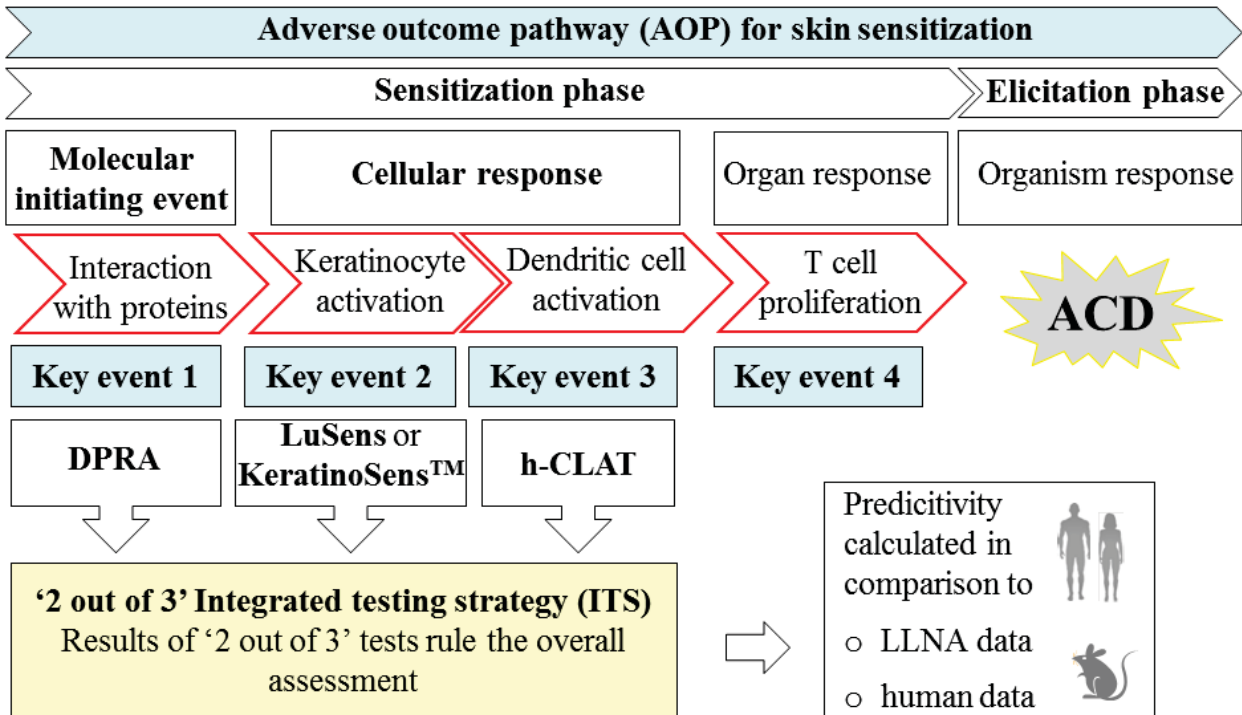 Adverse outcome pathway (AOP) for skin sensitization
Sensitization phase
Elicitation phase
Molecular
initiating event
Cellular response
Organ response
Organism response
Interaction
with proteins
Keratinocyte
activation
Dendritic cell
activation
T cell
proliferation
ACD
Key event 1
Key event 2
Key event 3
Key event 4
DPRA
LuSens or
KeratinoSens™
h-CLAT
‘2 out of 3’ Integrated testing strategy (ITS)
Results of ‘2 out of 3’ tests rule the overall
assessment
Predicitivity
calculated in
comparison to
o LLNA data
o human data